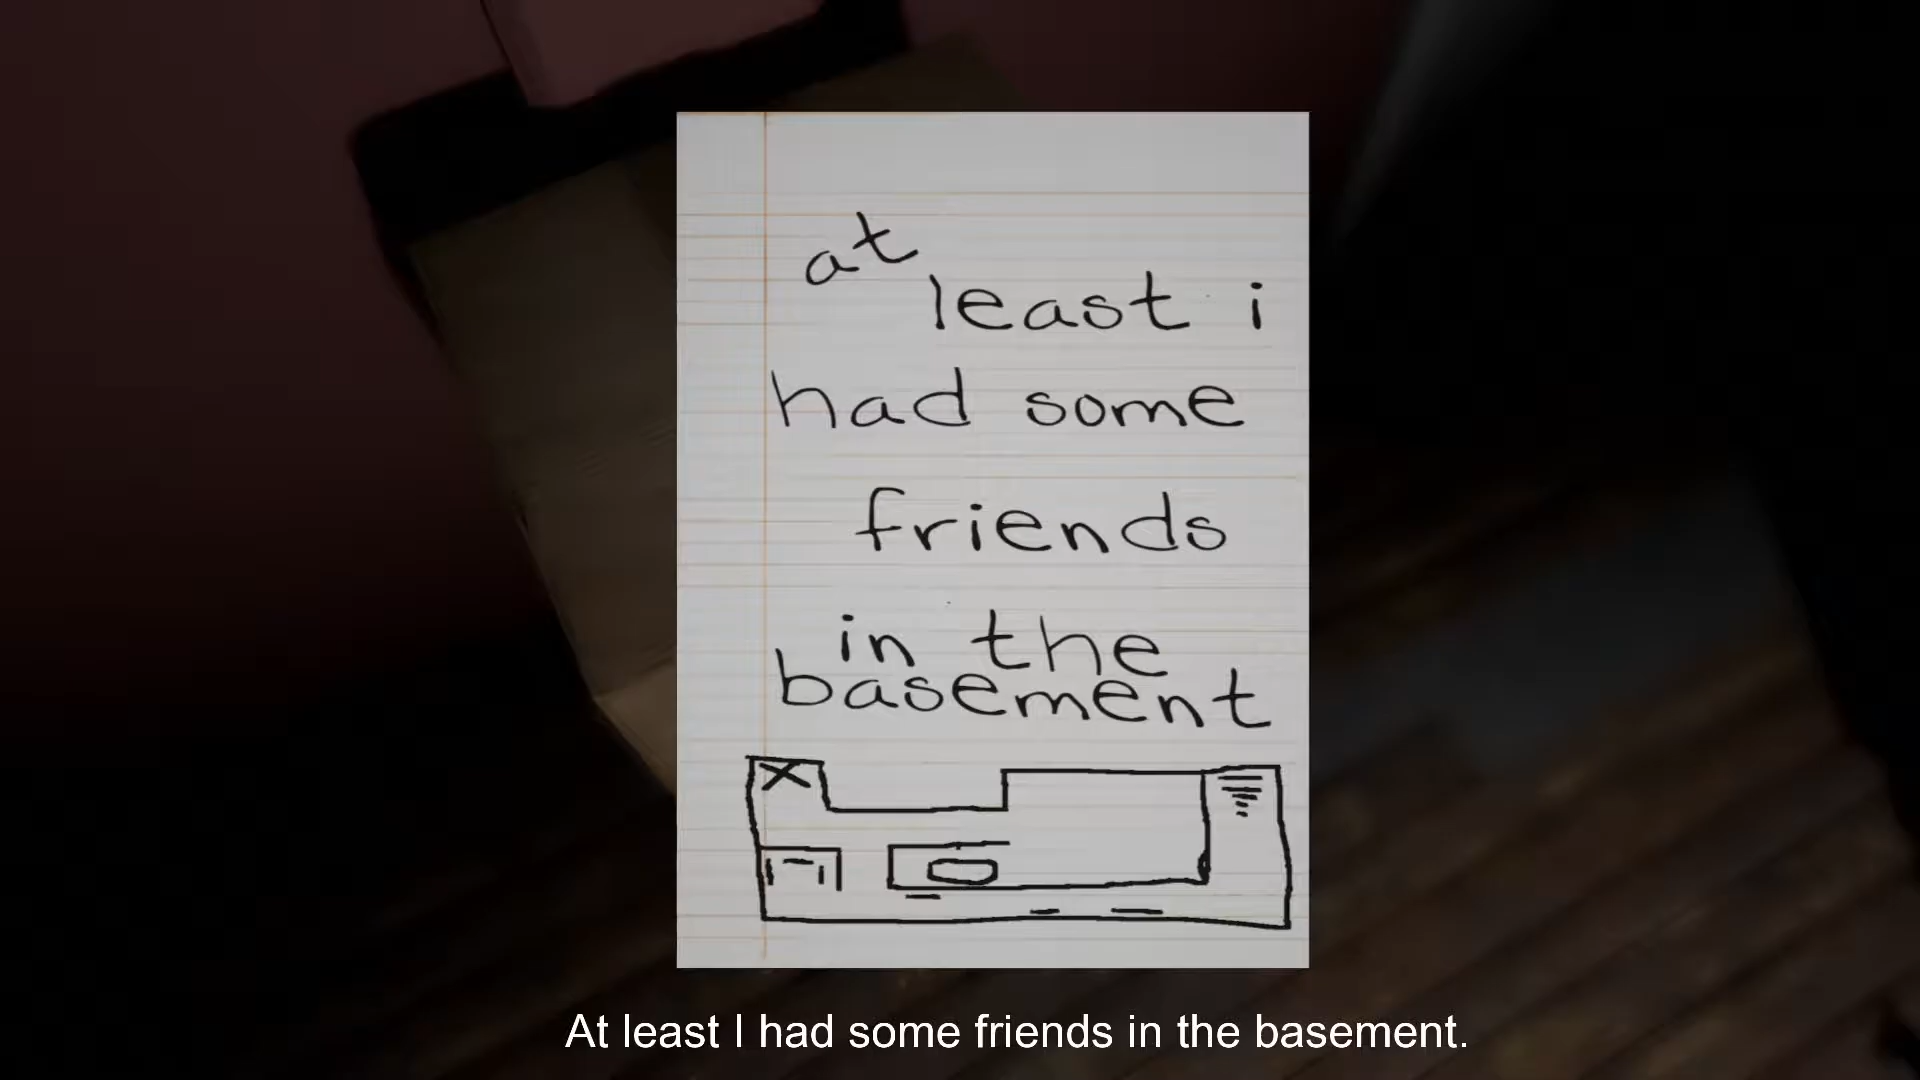 at
least i
had some
friends
in the
basement
At least I had some friends in the basement.